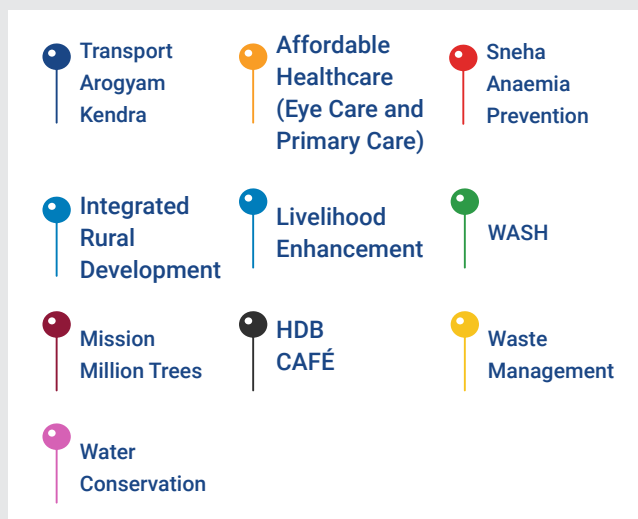 Transport
Arogyam
Kendra
Affordable
Healthcare
(Eye Care and
Primary Care)
Sneha
Anaemia
Prevention
Integrated
Rural
Development
Livelihood
Enhancement
WASH
Mission
Million Trees
HDB
CAFÉ
Waste
Management
Water
Conservation